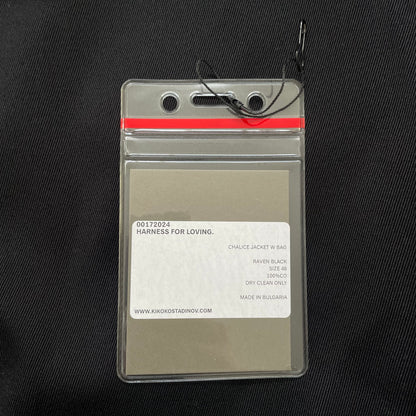 00172024
HARNESS FOR LOVING.
CHALICE JACKET W BAG
RAVEN BLACK
SIZE 46
100%CO
DRY CLEAN ONLY
MADE IN BULGARIA
WWW.KIKOKOSTADINOV.COM